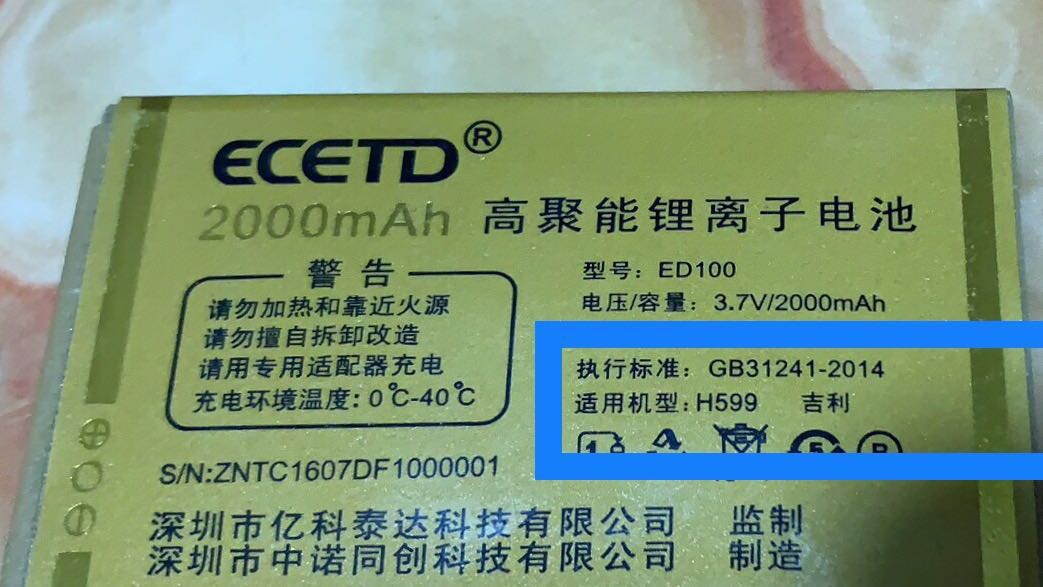 ECETD®
2000mAh 高聚能锂离子电池
警告
请勿加热和靠近火源
请勿擅自拆卸改造
请用专用适配器充电
充电环境温度：0℃-40℃
型号：ED100
电压/容量：3.7V/2000mAh
执行标准：GB31241-2014
适用机型：H599 吉利
1 5 R
S/N:ZNTC1607DF1000001
深圳市亿科泰达科技有限公司 监制
深圳市中诺同创科技有限公司 制造